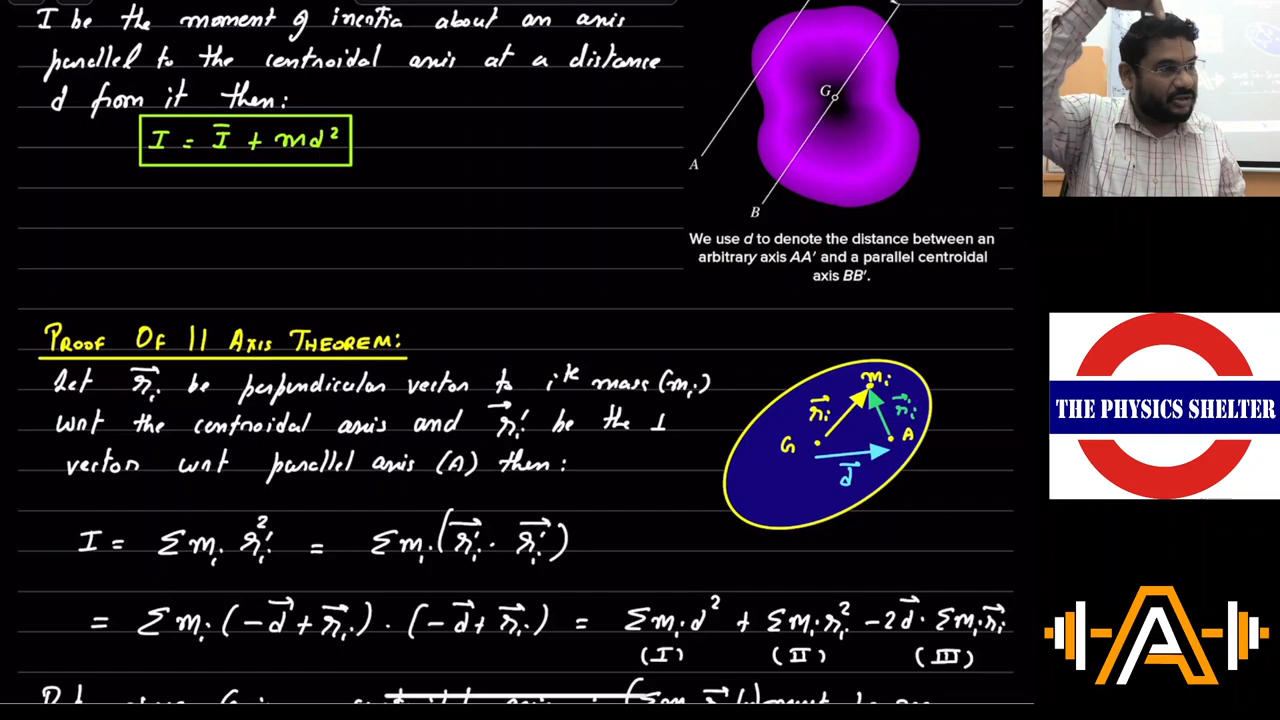 I be the moment of inertia about an axis
parallel to the centroidal axis at a distance
d from it then:
I = Ī + md²
A
B
G
We use d to denote the distance between an
arbitrary axis AA′ and a parallel centroidal
axis BB′.
PROOF OF || AXIS THEOREM:
Let r⃗ᵢ be perpendicular vector to iᵗʰ mass (mᵢ)
wrt the centroidal axis and r⃗ᵢ′ be the ⊥
vector wrt parallel axis (A) then:
mᵢ
r⃗ᵢ r⃗ᵢ′
G A
d⃗
I = Σmᵢ rᵢ′² = Σmᵢ (r⃗ᵢ′ · r⃗ᵢ′)
= Σmᵢ (-d⃗ + r⃗ᵢ) · (-d⃗ + r⃗ᵢ) = Σmᵢ d² + Σmᵢ rᵢ² - 2d⃗ · Σmᵢ r⃗ᵢ
(I) (II) (III)
THE PHYSICS SHELTER